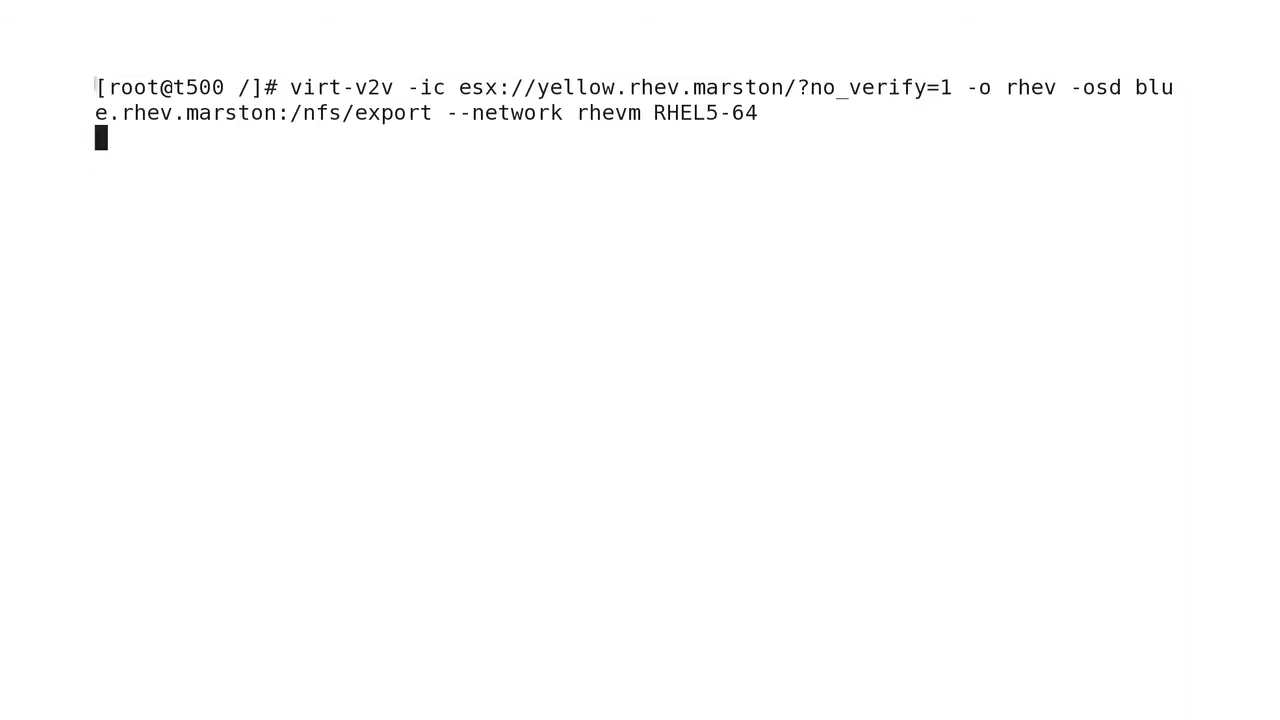 [root@t500 /]# virt-v2v -ic esx://yellow.rhev.marston/?no_verify=1 -o rhev -osd blu
e.rhev.marston:/nfs/export --network rhevm RHEL5-64